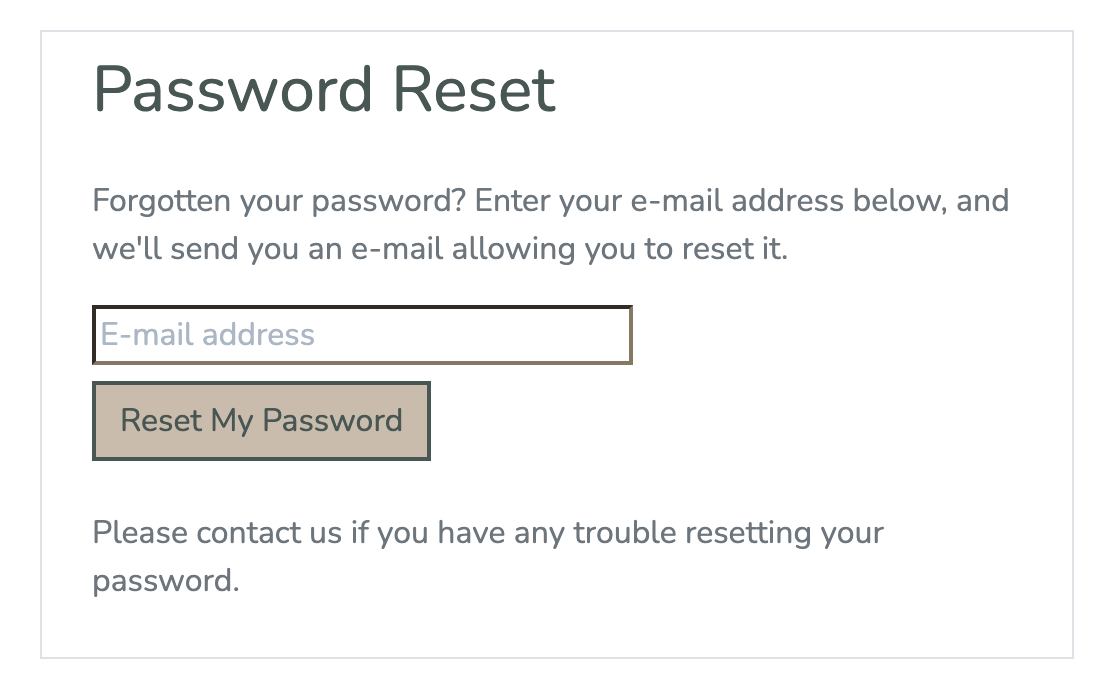 Password Reset
Forgotten your password? Enter your e-mail address below, and
we'll send you an e-mail allowing you to reset it.
E-mail address
Reset My Password
Please contact us if you have any trouble resetting your
password.